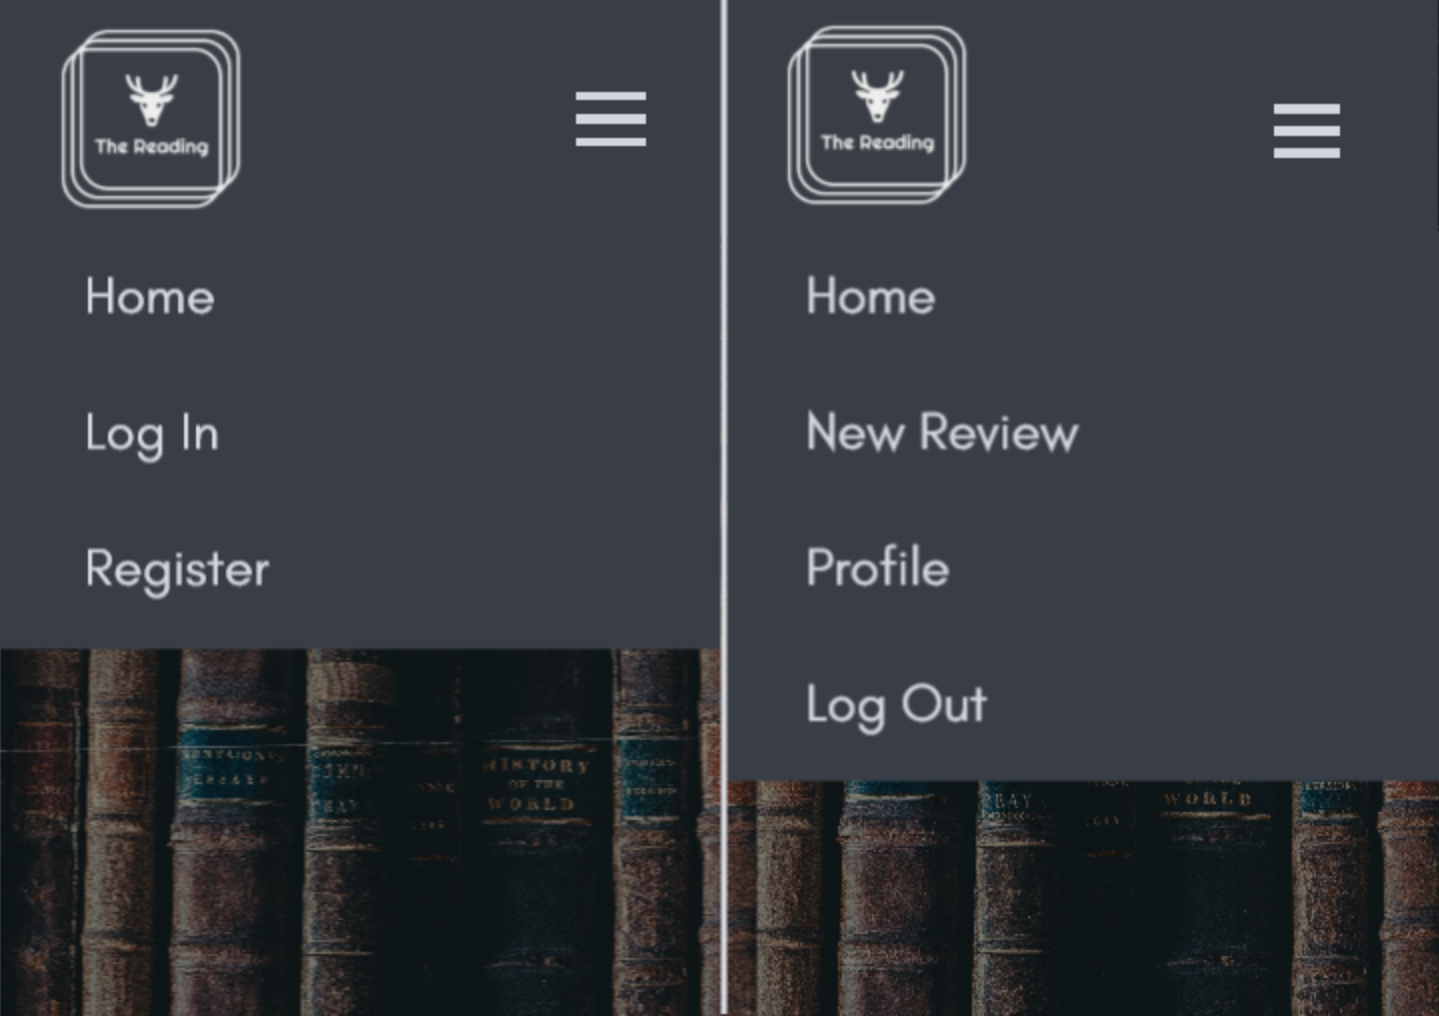 The Reading
Home
Log In
Register
HISTORY
OF THE
WORLD
The Reading
Home
New Review
Profile
Log Out
WORLD